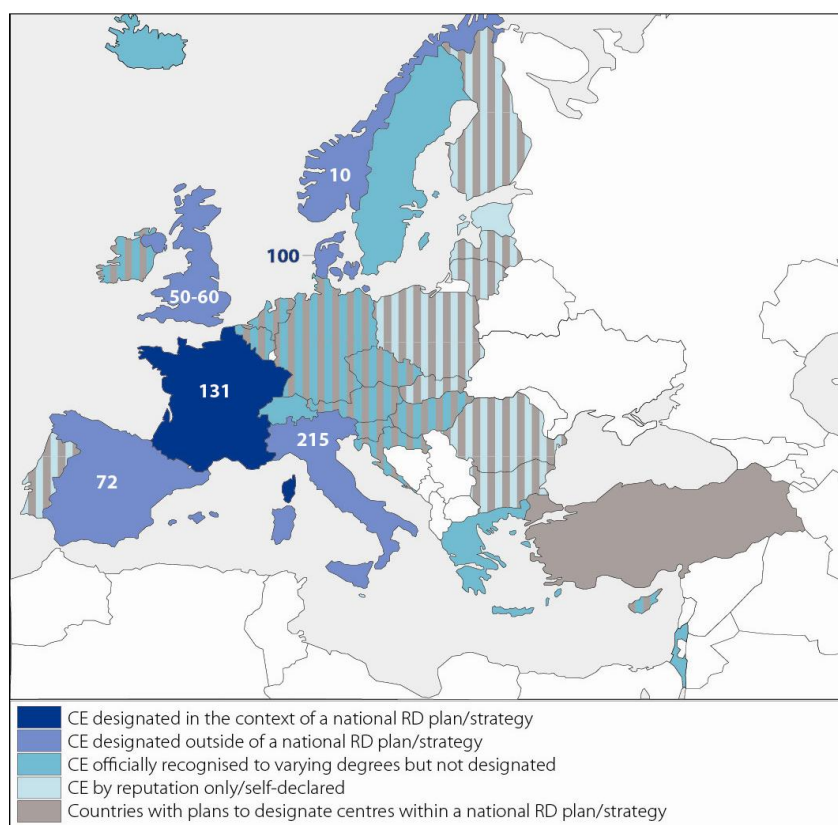 10
100
50-60
131
215
72
CE designated in the context of a national RD plan/strategy
CE designated outside of a national RD plan/strategy
CE officially recognised to varying degrees but not designated
CE by reputation only/self-declared
Countries with plans to designate centres within a national RD plan/strategy